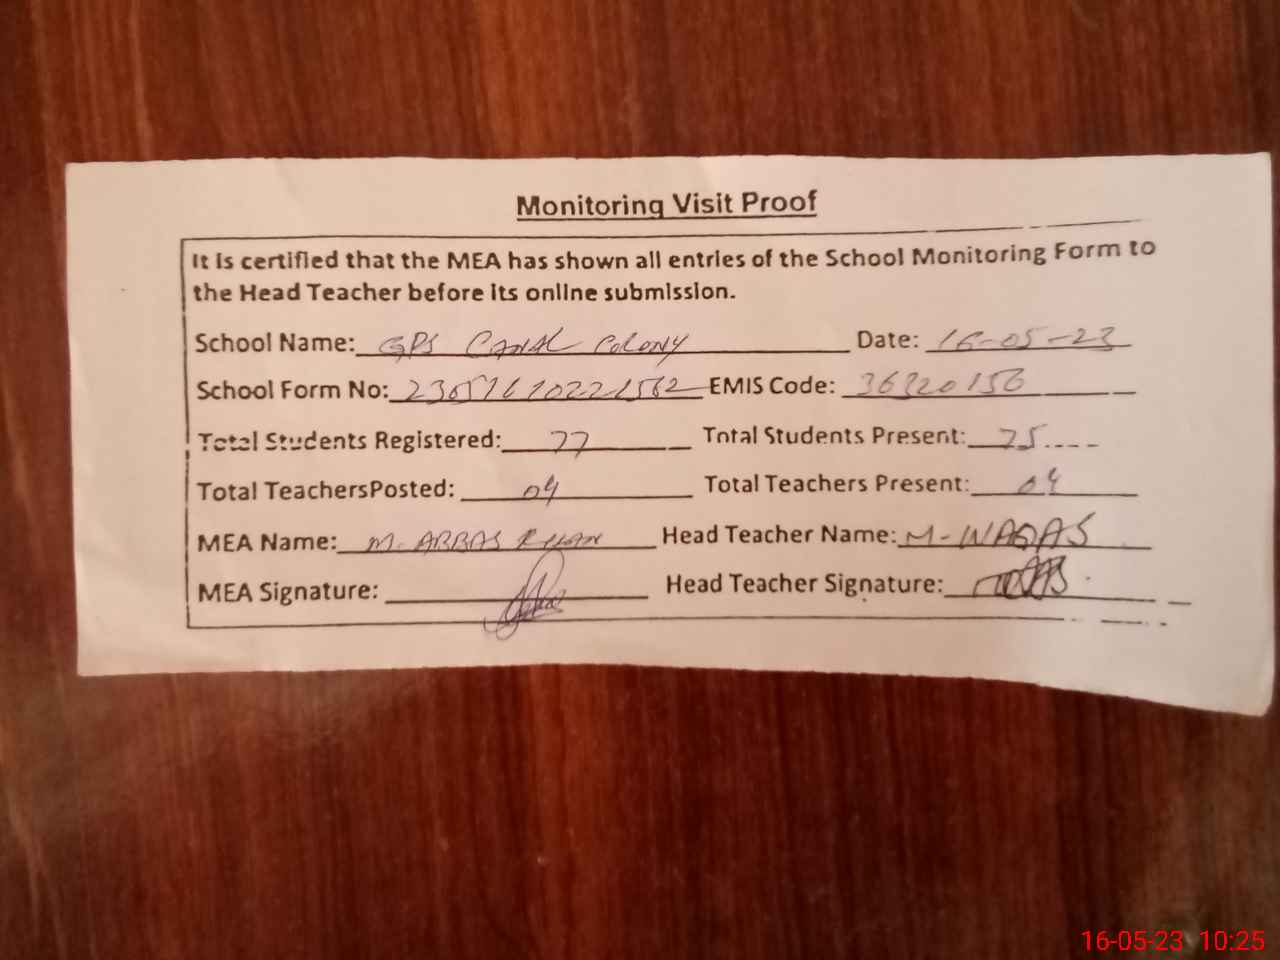 Monitoring Visit Proof
It is certified that the MEA has shown all entries of the School Monitoring Form to
the Head Teacher before its online submission.
School Name: GPS Canal Colony Date: 16-05-23
School Form No: EMIS Code: 36320156
Total Students Registered: 77 Total Students Present: 75
Total TeachersPosted: 04 Total Teachers Present: 04
MEA Name: M. ABBAS KHAN Head Teacher Name: M-WAQAS
MEA Signature: Head Teacher Signature:
16-05-23 10:25